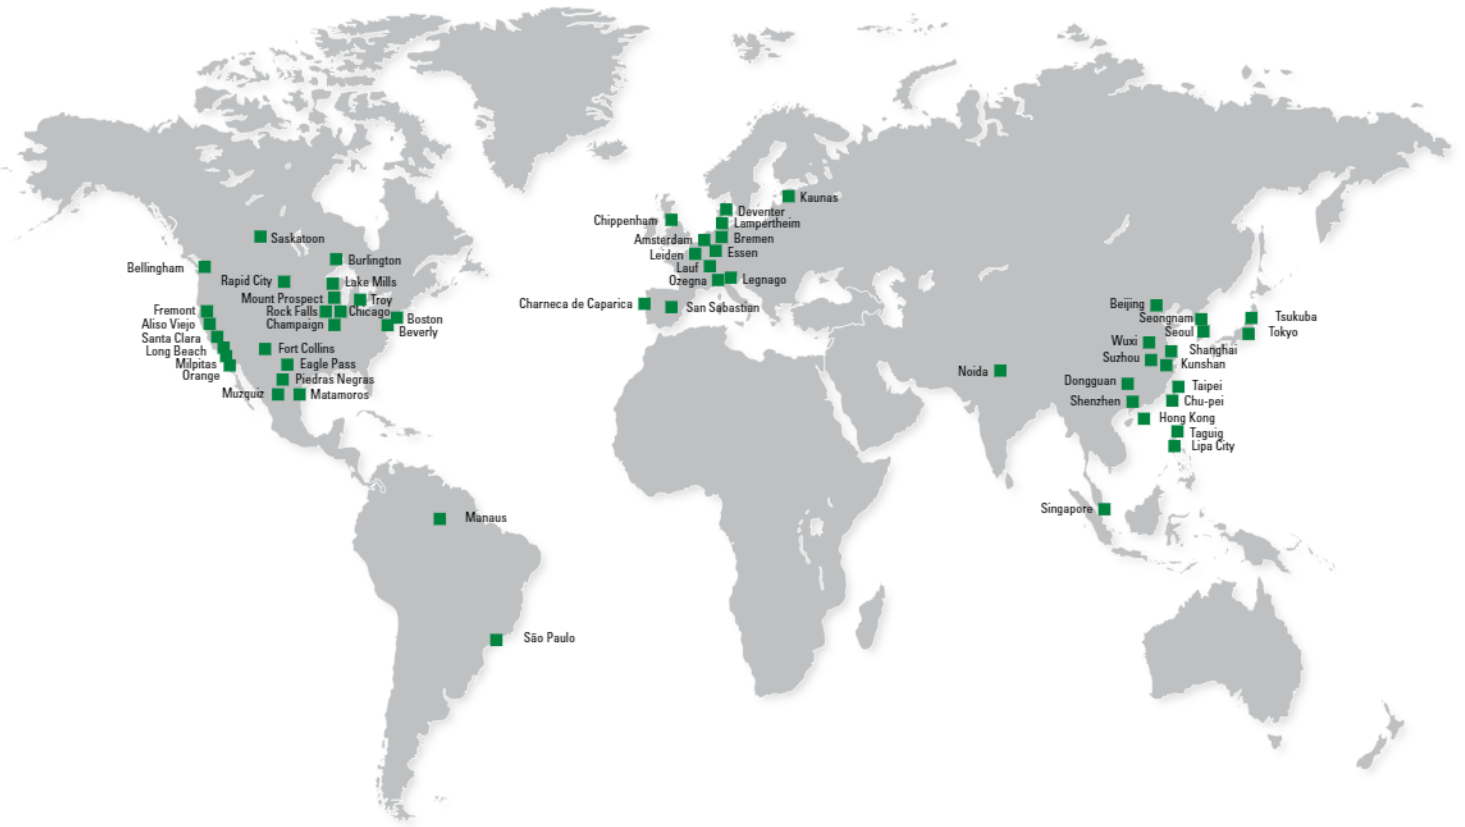 Kaunas
Deventer
Chippenham
Lampertheim
Saskatoon
Amsterdam
Bremen
Leiden
Essen
Burlington
Bellingham
Lauf
Rapid City
Lake Mills
Ozegna
Legnago
Mount Prospect
Troy
Charneca de Caparica
San Sabastian
Beijing
Fremont
Rock Falls
Chicago
Seongnam
Tsukuba
Aliso Viejo
Champaign
Boston
Beverly
Seoul
Tokyo
Santa Clara
Wuxi
Long Beach
Fort Collins
Shanghai
Suzhou
Milpitas
Eagle Pass
Kunshan
Noida
Orange
Piedras Negras
Dongguan
Taipei
Muzquiz
Matamoros
Shenzhen
Chu-pei
Hong Kong
Taguig
Lipa City
Singapore
Manaus
São Paulo